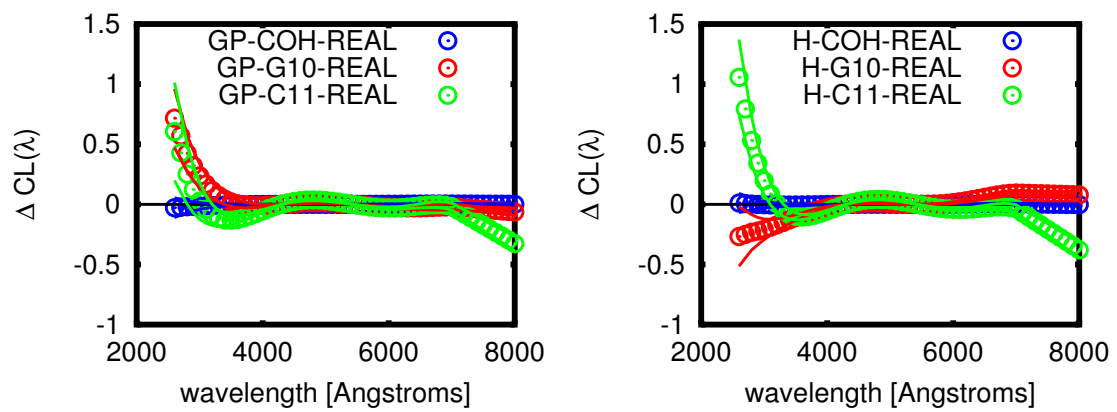 1.5
1
0.5
0
-0.5
-1
2000 4000 6000 8000
Δ CL(λ)
wavelength [Angstroms]
GP-COH-REAL
GP-G10-REAL
GP-C11-REAL
1.5
1
0.5
0
-0.5
-1
2000 4000 6000 8000
Δ CL(λ)
wavelength [Angstroms]
H-COH-REAL
H-G10-REAL
H-C11-REAL